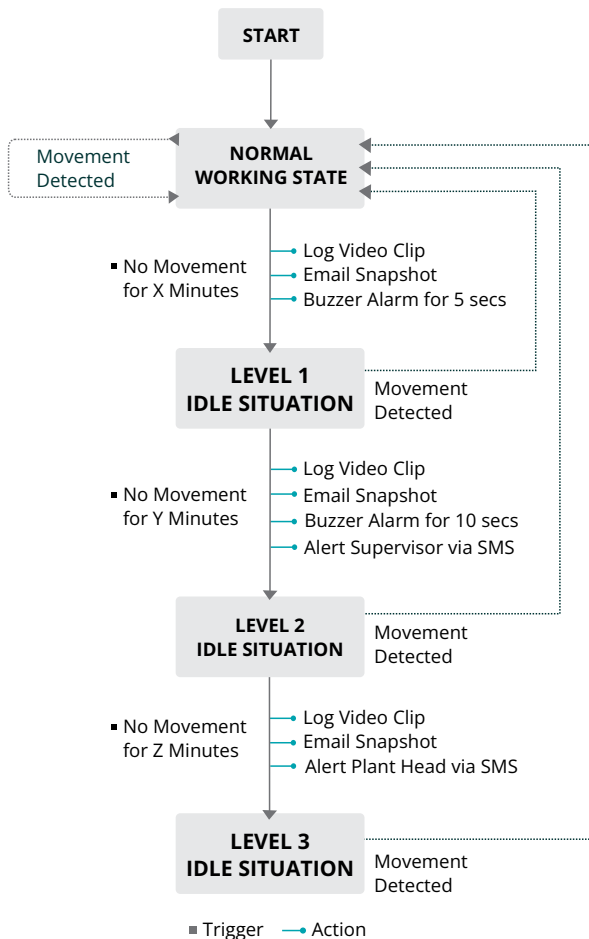 START
NORMAL
WORKING STATE
Movement
Detected
No Movement
for X Minutes
Log Video Clip
Email Snapshot
Buzzer Alarm for 5 secs
LEVEL 1
IDLE SITUATION
Movement
Detected
No Movement
for Y Minutes
Log Video Clip
Email Snapshot
Buzzer Alarm for 10 secs
Alert Supervisor via SMS
LEVEL 2
IDLE SITUATION
Movement
Detected
No Movement
for Z Minutes
Log Video Clip
Email Snapshot
Alert Plant Head via SMS
LEVEL 3
IDLE SITUATION
Movement
Detected
Trigger
Action